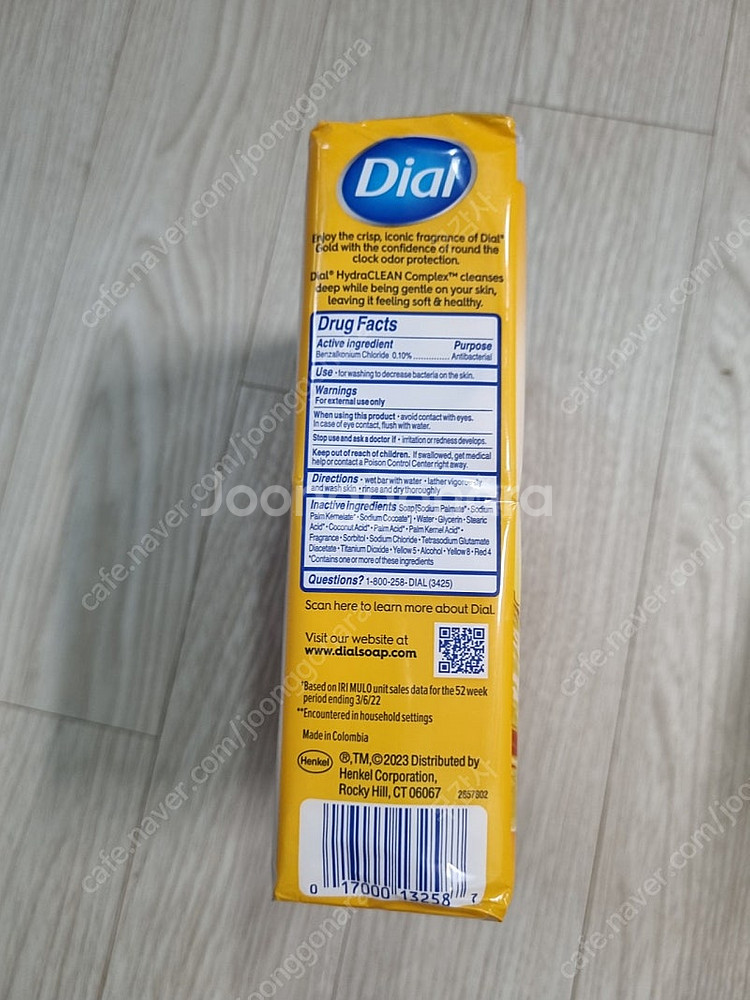 Dial
Enjoy the crisp, iconic fragrance of Dial®
Gold with the confidence of round the
clock odor protection.
Dial® HydraCLEAN Complex™ cleanses
deep while being gentle on your skin,
leaving it feeling soft & healthy.
Drug Facts
Active ingredient Purpose
Benzalkonium Chloride 0.10% .............. Antibacterial
Use • for washing to decrease bacteria on the skin.
Warnings
For external use only
When using this product • avoid contact with eyes.
In case of eye contact, flush with water.
Stop use and ask a doctor if • irritation or redness develops.
Keep out of reach of children. If swallowed, get medical
help or contact a Poison Control Center right away.
Directions • wet bar with water • lather vigorously
and wash skin • rinse and dry thoroughly
Inactive Ingredients Soap [Sodium Palmate* • Sodium
Palm Kernelate* • Sodium Cocoate*] • Water • Glycerin • Stearic
Acid* • Coconut Acid* • Palm Acid* • Palm Kernel Acid* •
Fragrance • Sorbitol • Sodium Chloride • Tetrasodium Glutamate
Diacetate • Titanium Dioxide • Yellow 5 • Alcohol • Yellow 8 • Red 4
*Contains one or more of these ingredients
Questions? 1-800-258-DIAL (3425)
Scan here to learn more about Dial.
Visit our website at
www.dialsoap.com
*Based on IRI MULO unit sales data for the 52 week
period ending 3/6/22
**Encountered in household settings
Made in Colombia
Henkel ®,TM,©2023 Distributed by
Henkel Corporation,
Rocky Hill, CT 06067 2857802
0 17000 13258 7
Joonggonara
cafe.naver.com/joonggonara